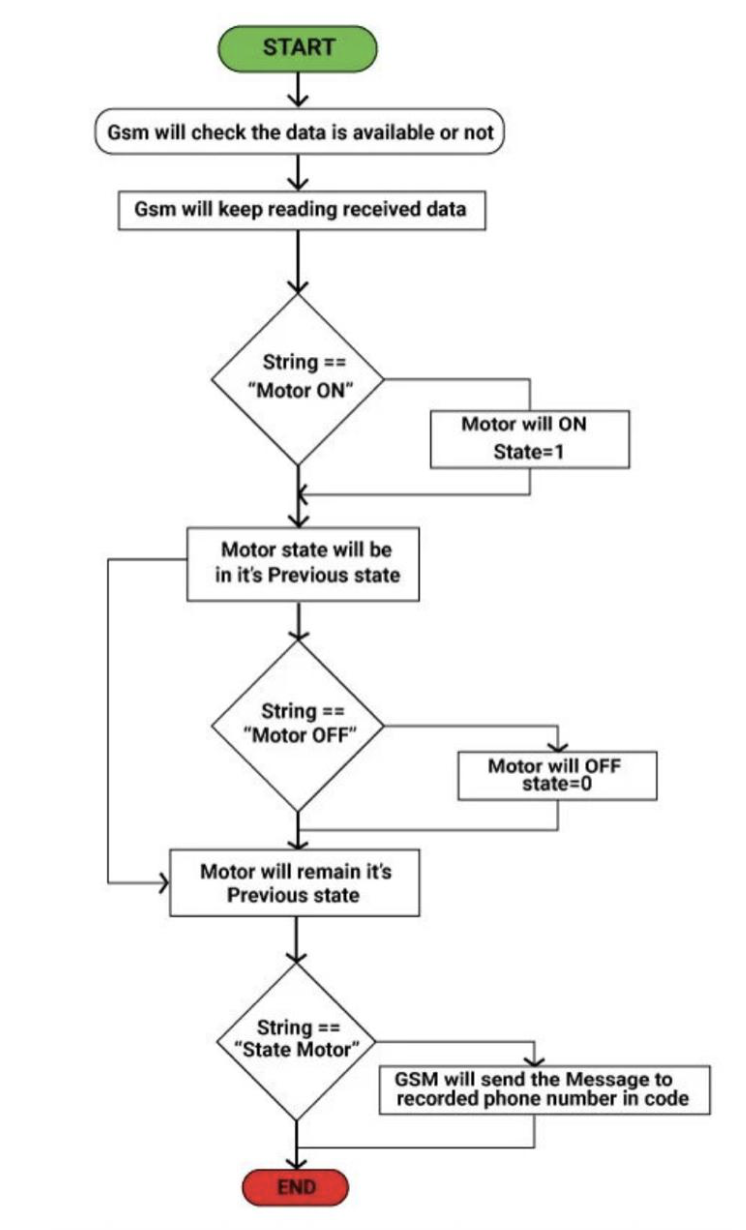 START
Gsm will check the data is available or not
Gsm will keep reading received data
String ==
“Motor ON”
Motor will ON
State=1
Motor state will be
in it's Previous state
String ==
“Motor OFF”
Motor will OFF
state=0
Motor will remain it's
Previous state
String ==
“State Motor”
GSM will send the Message to
recorded phone number in code
END